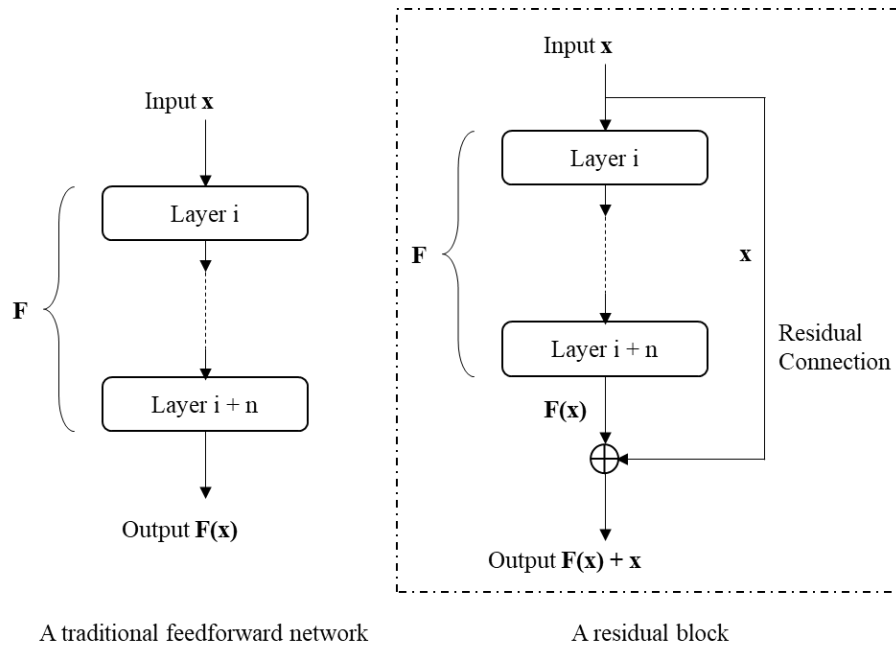 Input x
Layer i
F
Layer i + n
Output F(x)
A traditional feedforward network
Input x
Layer i
F
x
Layer i + n
Residual
Connection
F(x)
Output F(x) + x
A residual block